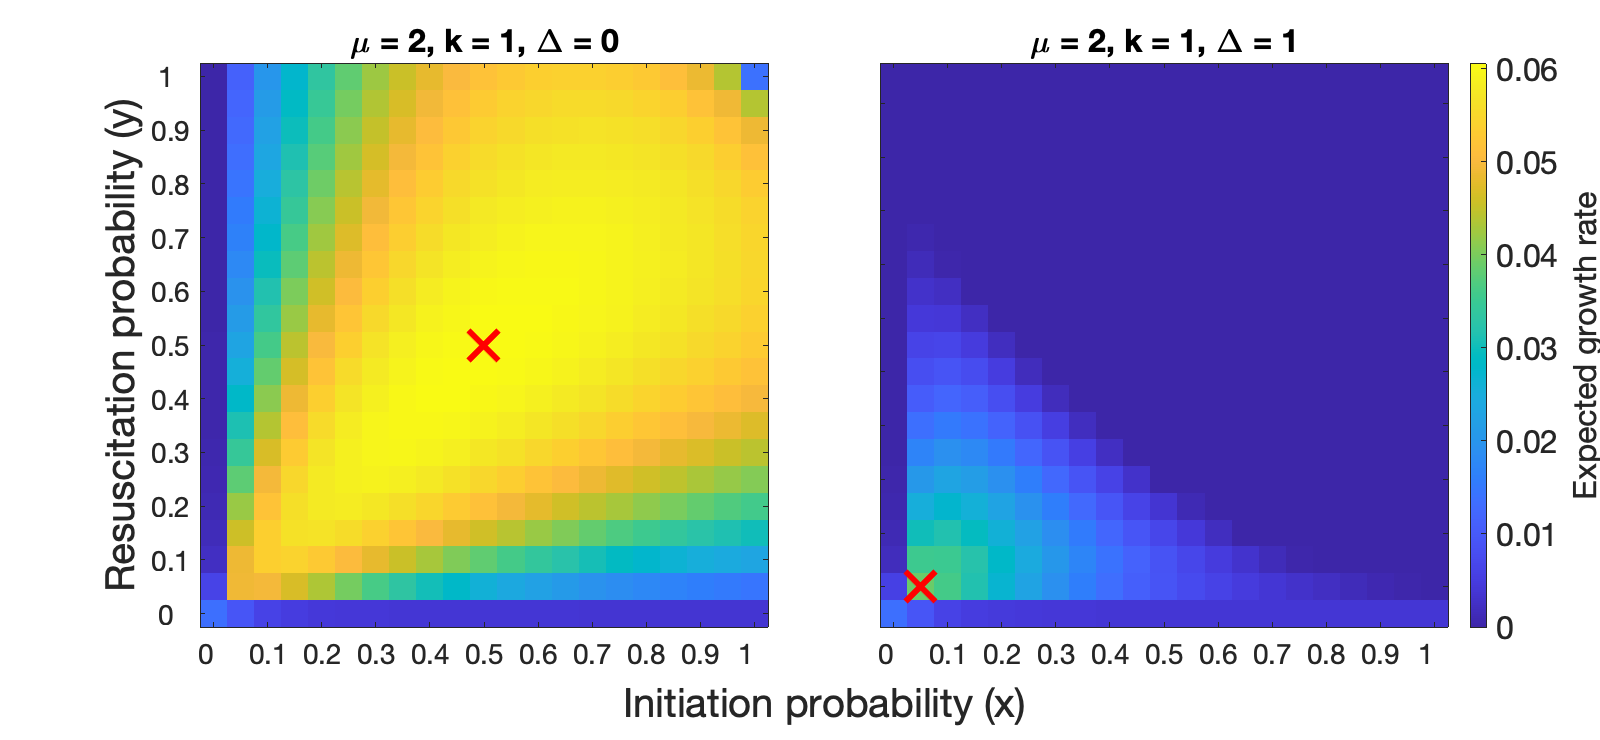 μ = 2, k = 1, Δ = 0
μ = 2, k = 1, Δ = 1
Resuscitation probability (y)
1
0.9
0.8
0.7
0.6
0.5
0.4
0.3
0.2
0.1
0
0 0.1 0.2 0.3 0.4 0.5 0.6 0.7 0.8 0.9 1
0 0.1 0.2 0.3 0.4 0.5 0.6 0.7 0.8 0.9 1
Initiation probability (x)
0.06
0.05
0.04
0.03
0.02
0.01
0
Expected growth rate